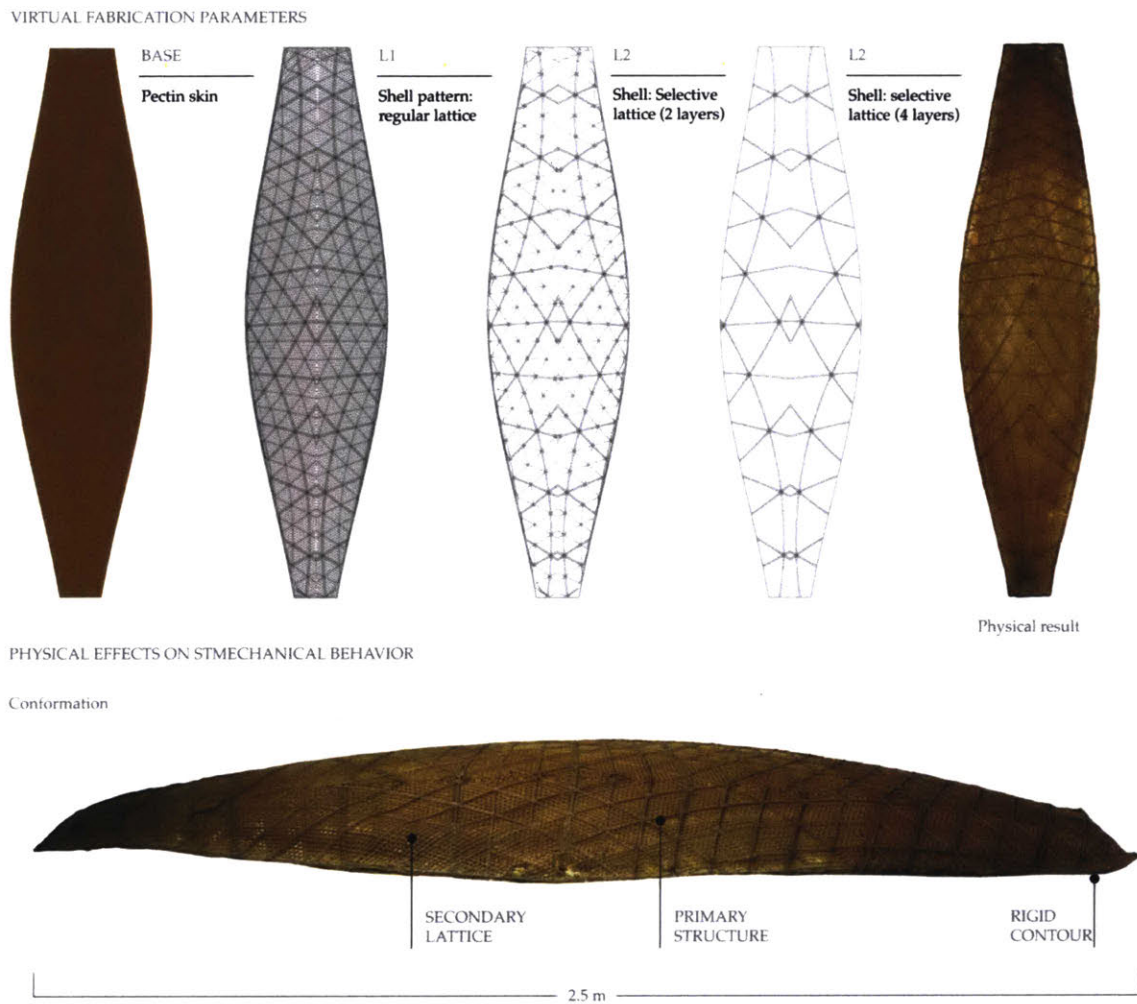 VIRTUAL FABRICATION PARAMETERS
BASE
Pectin skin
L1
Shell pattern:
regular lattice
L2
Shell: Selective
lattice (2 layers)
L2
Shell: selective
lattice (4 layers)
Physical result
PHYSICAL EFFECTS ON STMECHANICAL BEHAVIOR
Conformation
SECONDARY
LATTICE
PRIMARY
STRUCTURE
RIGID
CONTOUR
2.5 m